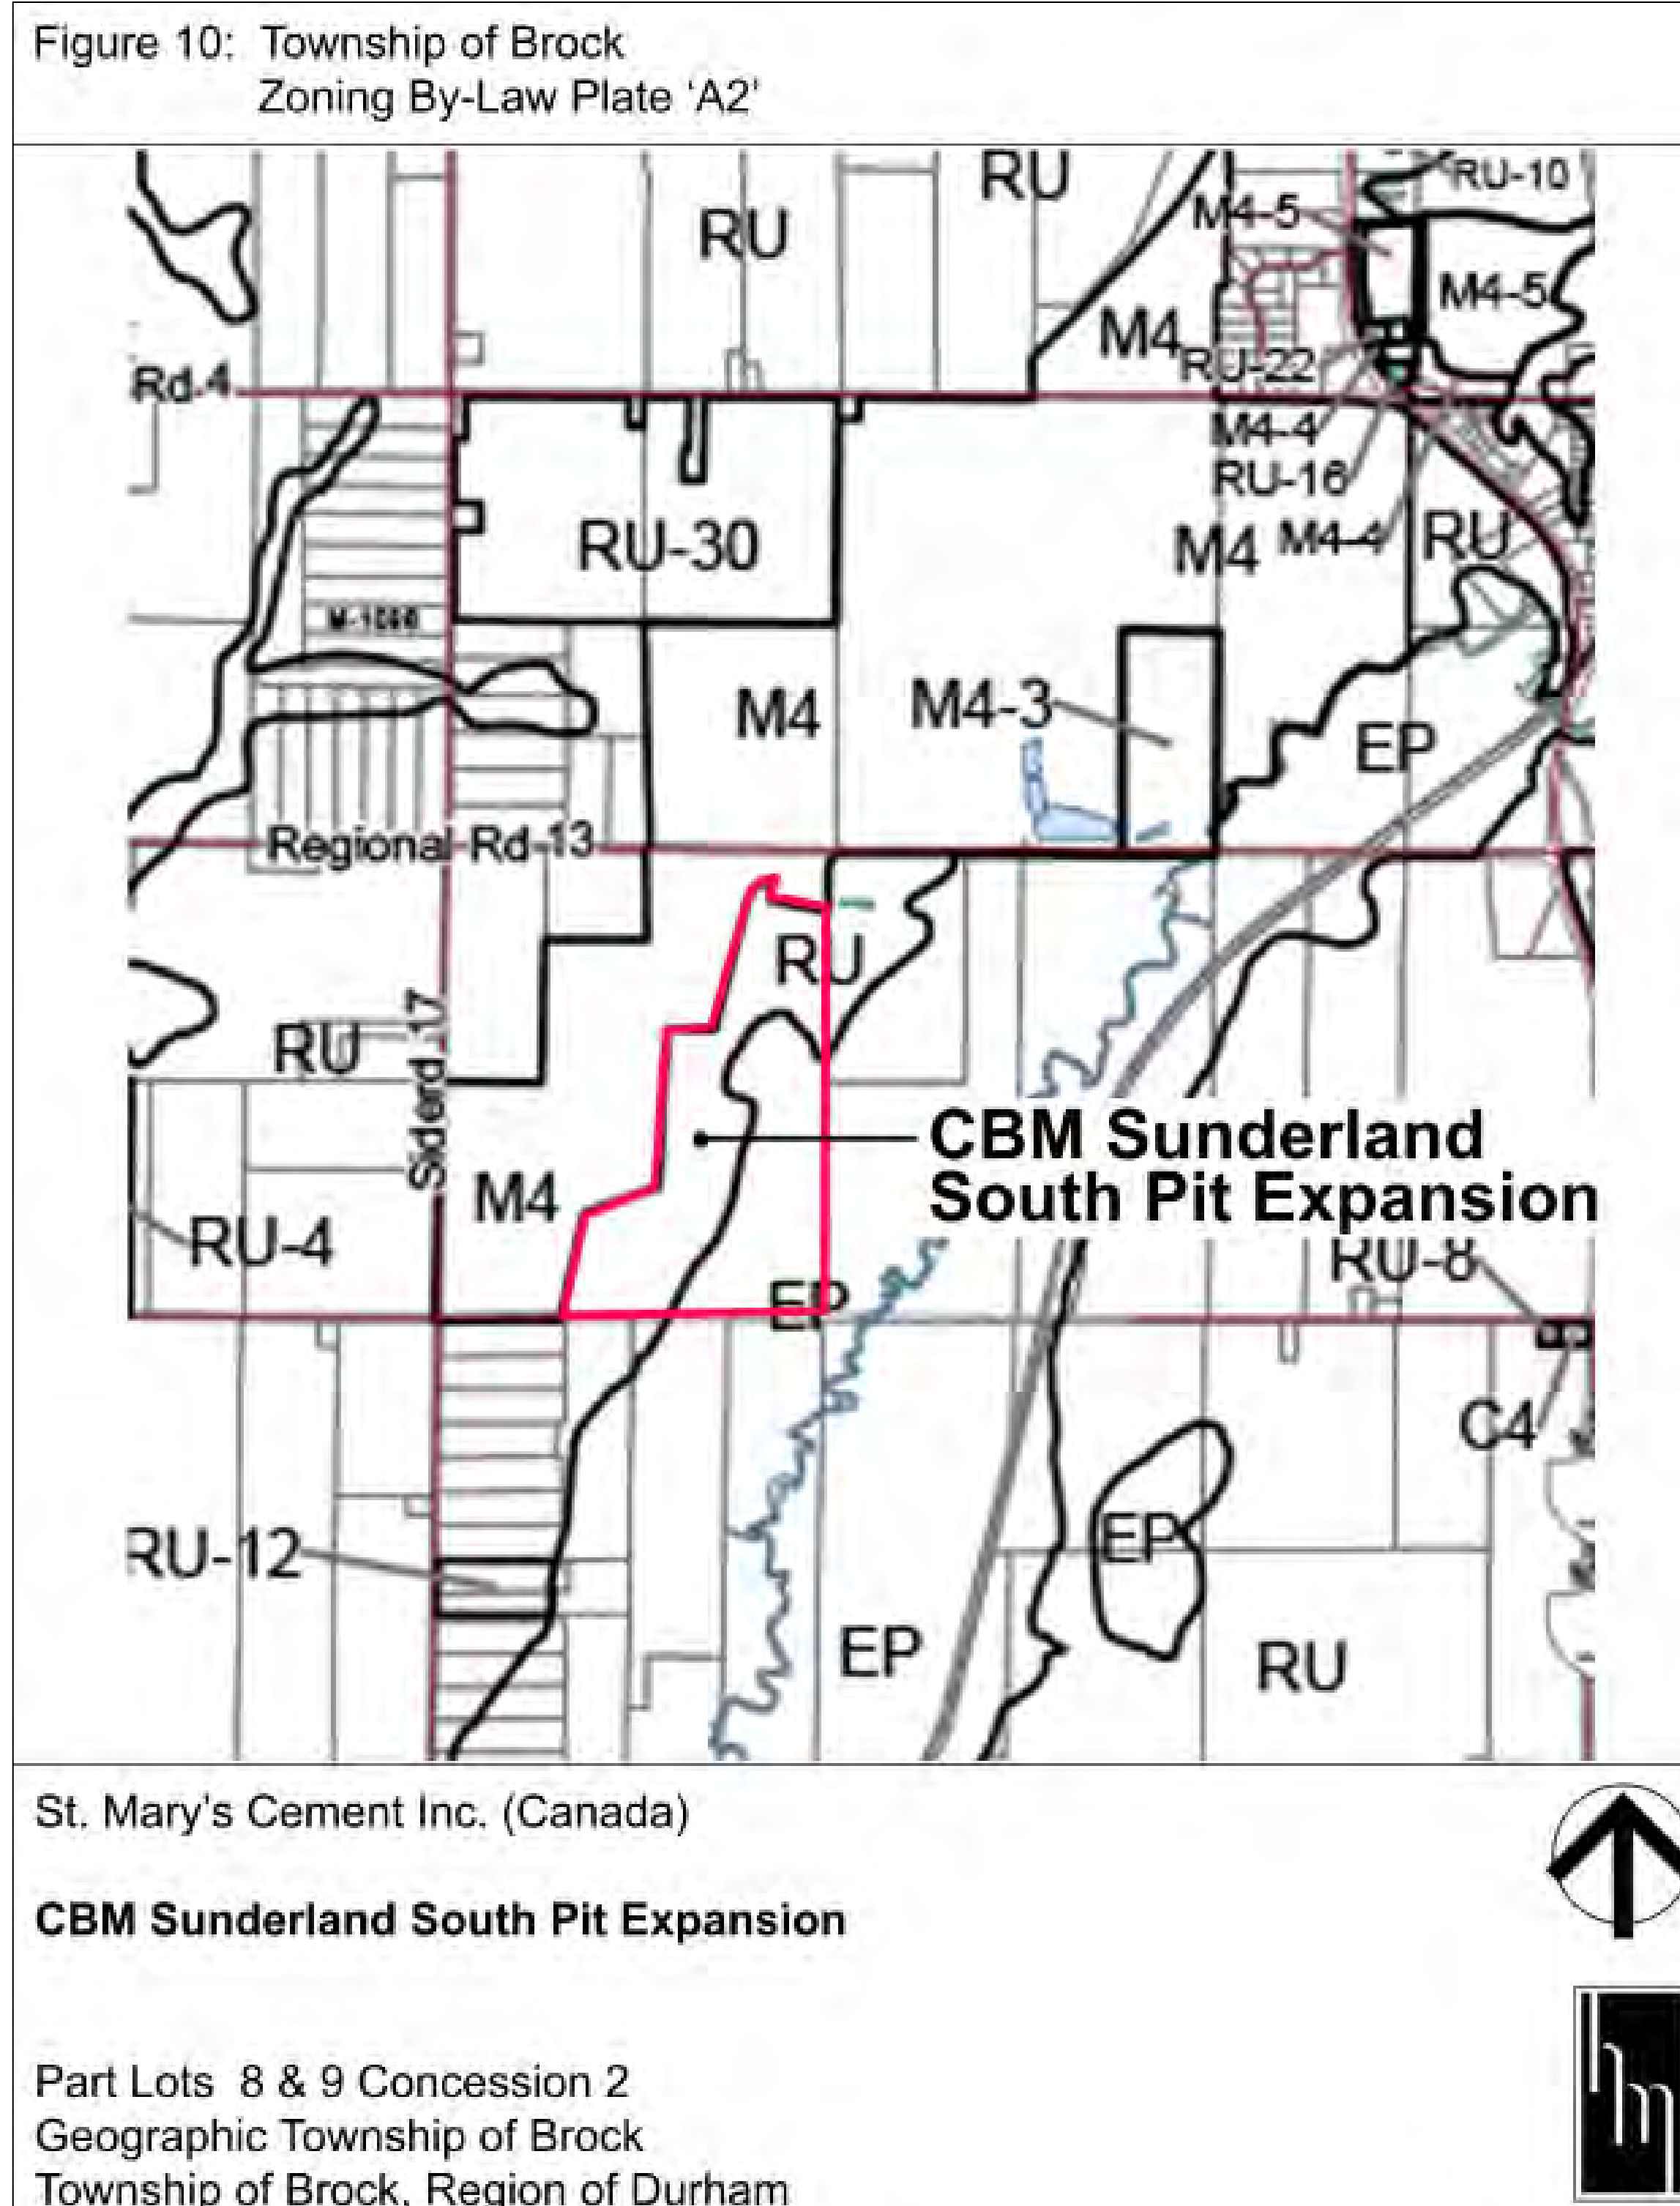 Figure 10: Township of Brock
Zoning By-Law Plate ‘A2’
RU
RU
RU-10
M4-5
M4-5
M4
RU-22
Rd 4
M4-4
RU-16
RU-30
M4
M4-4
RU
M-1096
M4
M4-3
EP
Regional Rd 13
RU
RU
Siderd 17
CBM Sunderland
South Pit Expansion
M4
RU-4
RU-8
EP
C4
RU-12
EP
EP
RU
St. Mary’s Cement Inc. (Canada)
CBM Sunderland South Pit Expansion
Part Lots 8 & 9 Concession 2
Geographic Township of Brock
Township of Brock, Region of Durham